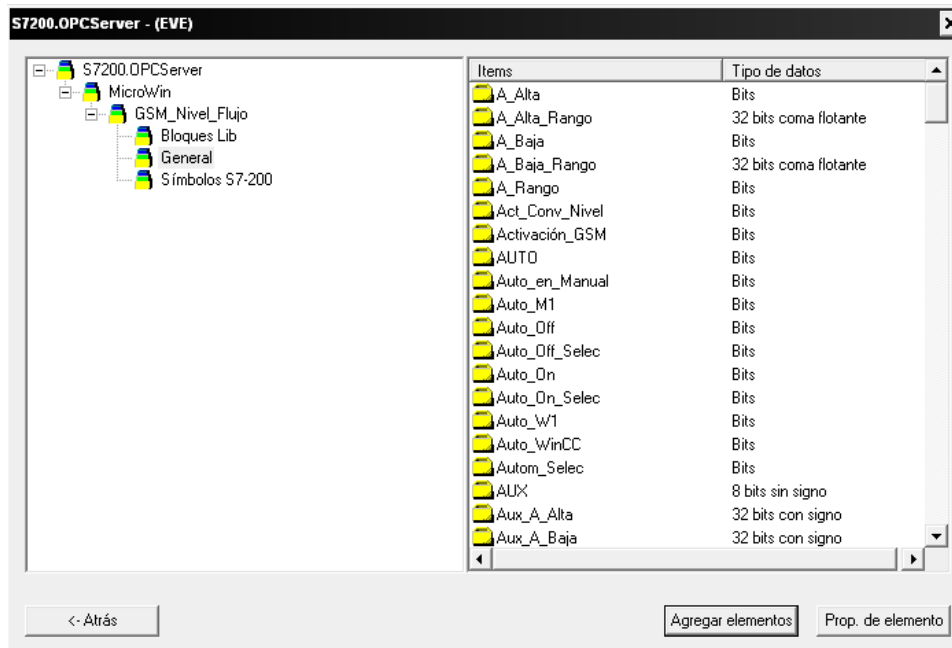 S7200.OPCServer - (EVE)
S7200.OPCServer
MicroWin
GSM_Nivel_Flujo
Bloques Lib
General
Símbolos S7-200
Items Tipo de datos
A_Alta Bits
A_Alta_Rango 32 bits coma flotante
A_Baja Bits
A_Baja_Rango 32 bits coma flotante
A_Rango Bits
Act_Conv_Nivel Bits
Activación_GSM Bits
AUTO Bits
Auto_en_Manual Bits
Auto_M1 Bits
Auto_Off Bits
Auto_Off_Selec Bits
Auto_On Bits
Auto_On_Selec Bits
Auto_W1 Bits
Auto_WinCC Bits
Autom_Selec Bits
AUX 8 bits sin signo
Aux_A_Alta 32 bits con signo
Aux_A_Baja 32 bits con signo
<- Atrás Agregar elementos Prop. de elemento